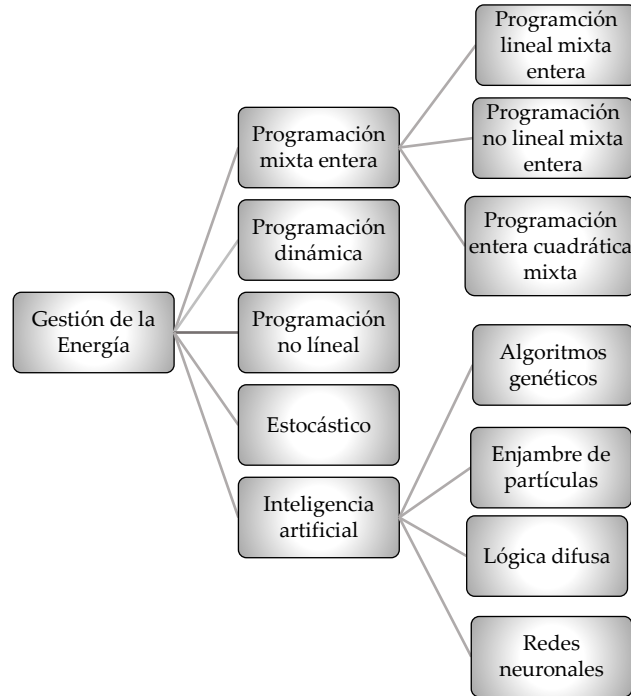 Gestión de la
Energía
Programación
mixta entera
Programación
dinámica
Programación
no líneal
Estocástico
Inteligencia
artificial
Programción
lineal mixta
entera
Programación
no lineal mixta
entera
Programación
entera cuadrática
mixta
Algoritmos
genéticos
Enjambre de
partículas
Lógica difusa
Redes
neuronales